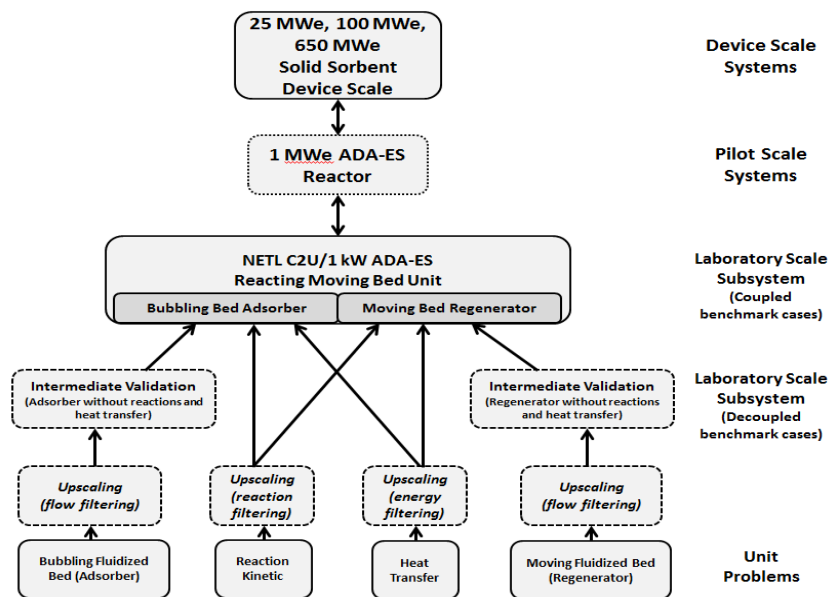 25 MWe, 100 MWe,
650 MWe
Solid Sorbent
Device Scale
Device Scale
Systems
1 MWe ADA-ES
Reactor
Pilot Scale
Systems
NETL C2U/1 kW ADA-ES
Reacting Moving Bed Unit
Bubbling Bed Adsorber
Moving Bed Regenerator
Laboratory Scale
Subsystem
(Coupled
benchmark cases)
Intermediate Validation
(Adsorber without reactions and
heat transfer)
Intermediate Validation
(Regenerator without reactions
and heat transfer)
Laboratory Scale
Subsystem
(Decoupled
benchmark cases)
Upscaling
(flow filtering)
Upscaling
(reaction
filtering)
Upscaling
(energy
filtering)
Upscaling
(flow filtering)
Bubbling Fluidized
Bed (Adsorber)
Reaction
Kinetic
Heat
Transfer
Moving Fluidized Bed
(Regenerator)
Unit
Problems